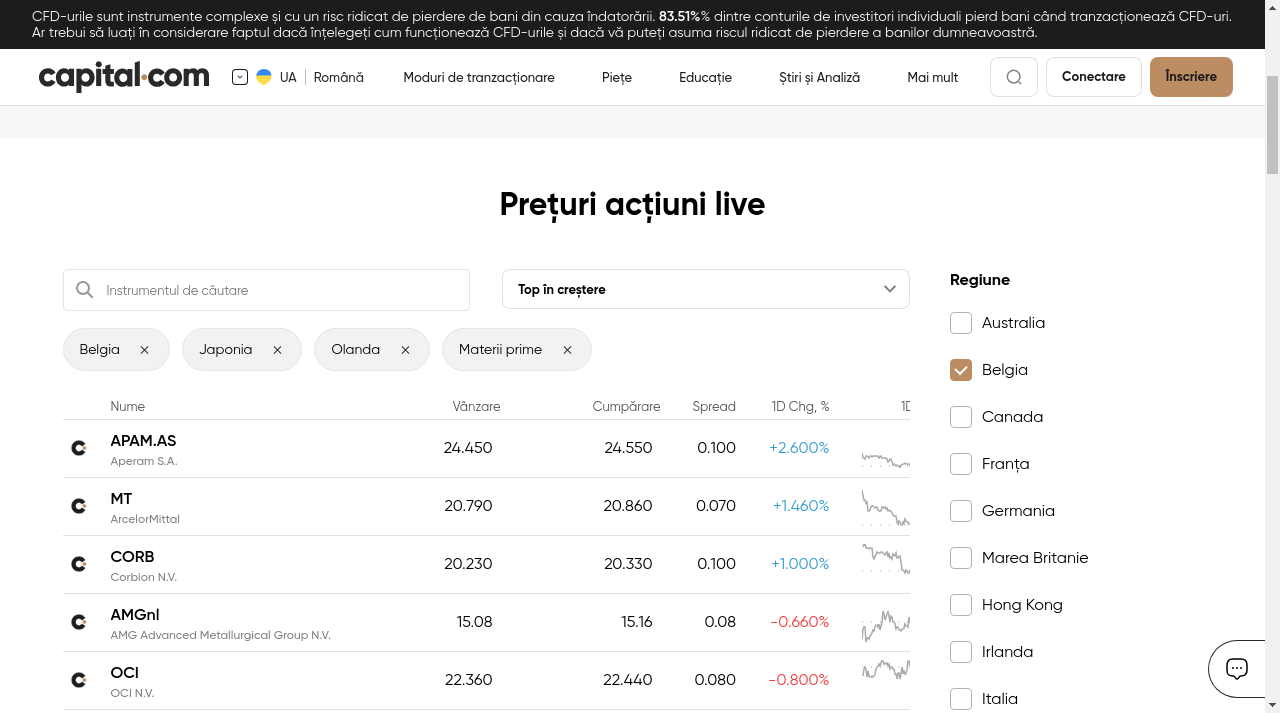 CFD-urile sunt instrumente complexe și cu un risc ridicat de pierdere de bani din cauza îndatorării. 83.51%% dintre conturile de investitori individuali pierd bani când tranzacționează CFD-uri.
Ar trebui să luați în considerare faptul dacă înțelegeți cum funcționează CFD-urile și dacă vă puteți asuma riscul ridicat de pierdere a banilor dumneavoastră.
capital.com UA Română Moduri de tranzacționare Piețe Educație Știri și Analiză Mai mult Conectare Înscriere
Prețuri acțiuni live
Instrumentul de căutare Top în creștere
Belgia Japonia Olanda Materii prime
Nume Vânzare Cumpărare Spread 1D Chg, %
APAM.AS 24.450 24.550 0.100 +2.600%
Aperam S.A.
MT 20.790 20.860 0.070 +1.460%
ArcelorMittal
CORB 20.230 20.330 0.100 +1.000%
Corbion N.V.
AMGnl 15.08 15.16 0.08 -0.660%
AMG Advanced Metallurgical Group N.V.
OCI 22.360 22.440 0.080 -0.800%
OCI N.V.
Regiune
Australia
Belgia
Canada
Franța
Germania
Marea Britanie
Hong Kong
Irlanda
Italia